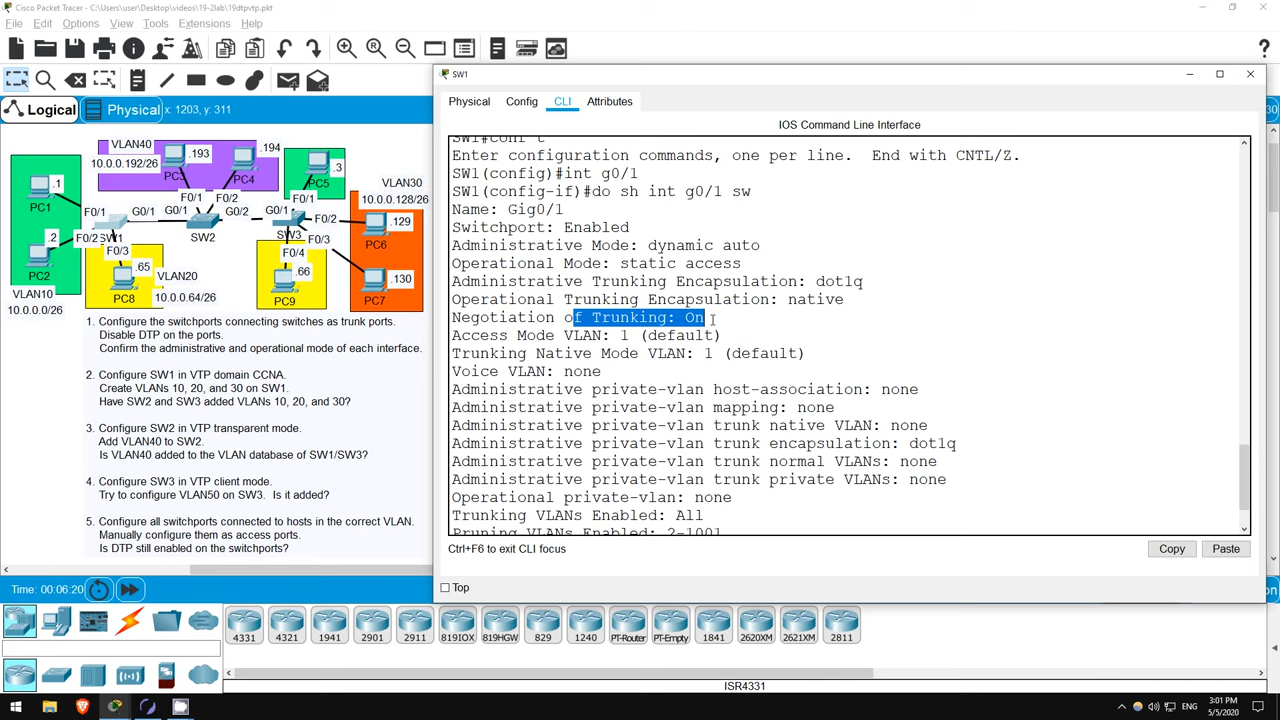 Cisco Packet Tracer - C:\Users\user\Desktop\videos\19-2lab\19dtpvtp.pkt
File Edit Options View Tools Extensions Help
Logical Physical x: 1203, y: 311
VLAN40
10.0.0.192/26
.193
.194
PC3
PC4
.3
PC5
VLAN30
10.0.0.128/26
.1
PC1
F0/1
F0/1
F0/2
F0/1
G0/1
G0/1
G0/2
G0/1
F0/2
.129
PC6
.2
PC2
F0/2
SW1
SW2
SW3
F0/3
F0/3
F0/4
.65
PC8
VLAN20
10.0.0.64/26
.66
PC9
.130
PC7
VLAN10
10.0.0.0/26
1. Configure the switchports connecting switches as trunk ports.
Disable DTP on the ports.
Confirm the administrative and operational mode of each interface.
2. Configure SW1 in VTP domain CCNA.
Create VLANs 10, 20, and 30 on SW1.
Have SW2 and SW3 added VLANs 10, 20, and 30?
3. Configure SW2 in VTP transparent mode.
Add VLAN40 to SW2.
Is VLAN40 added to the VLAN database of SW1/SW3?
4. Configure SW3 in VTP client mode.
Try to configure VLAN50 on SW3. Is it added?
5. Configure all switchports connected to hosts in the correct VLAN.
Manually configure them as access ports.
Is DTP still enabled on the switchports?
SW1
Physical Config CLI Attributes
IOS Command Line Interface
SW1#conf t
Enter configuration commands, one per line. End with CNTL/Z.
SW1(config)#int g0/1
SW1(config-if)#do sh int g0/1 sw
Name: Gig0/1
Switchport: Enabled
Administrative Mode: dynamic auto
Operational Mode: static access
Administrative Trunking Encapsulation: dot1q
Operational Trunking Encapsulation: native
Negotiation of Trunking: On
Access Mode VLAN: 1 (default)
Trunking Native Mode VLAN: 1 (default)
Voice VLAN: none
Administrative private-vlan host-association: none
Administrative private-vlan mapping: none
Administrative private-vlan trunk native VLAN: none
Administrative private-vlan trunk encapsulation: dot1q
Administrative private-vlan trunk normal VLANs: none
Administrative private-vlan trunk private VLANs: none
Operational private-vlan: none
Trunking VLANs Enabled: All
Pruning VLANs Enabled: 2-1001
Ctrl+F6 to exit CLI focus
Copy Paste
Top
Time: 00:06:20
4331 4321 1941 2901 2911 819IOX 819HGW 829 1240 PT-Router PT-Empty 1841 2620XM 2621XM 2811
ISR4331
3:01 PM
5/5/2020